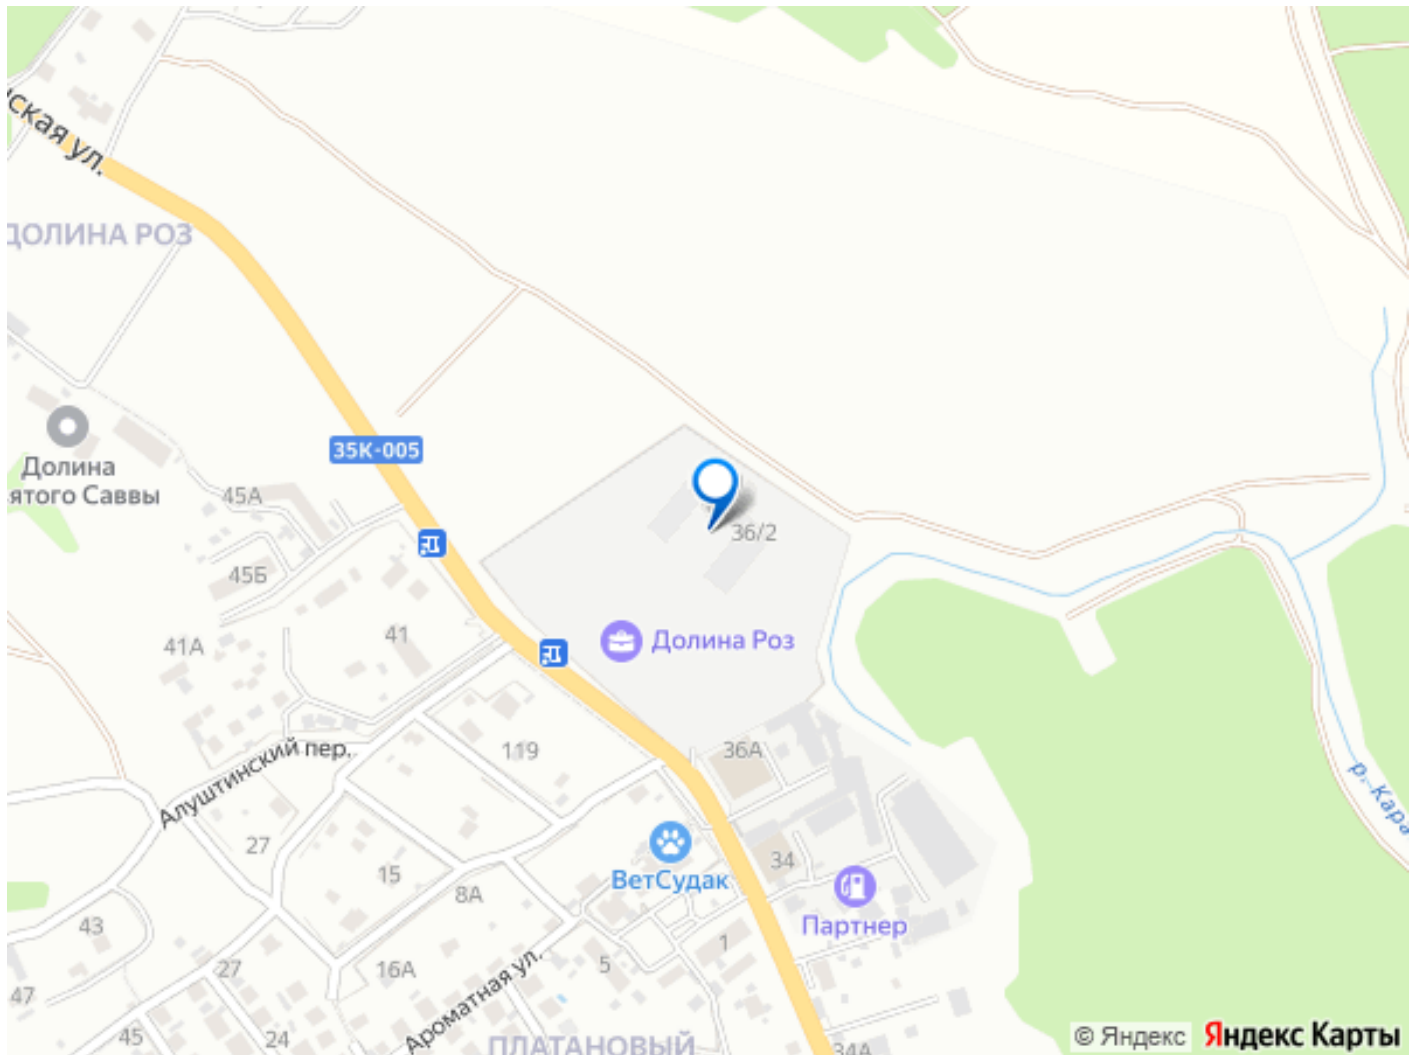 ская ул.
ДОЛИНА РОЗ
35К-005
Долина
ятого Саввы
45А
36/2
45Б
41
41А
Долина Роз
119
36А
Алуштинский пер.
27
15
8А
ВетСудак
34
Партнер
р. Кара
43
27
16А
5
1
47
45
24
Ароматная ул.
ПЛАТАНОВЫЙ
34А
© Яндекс
Яндекс Карты